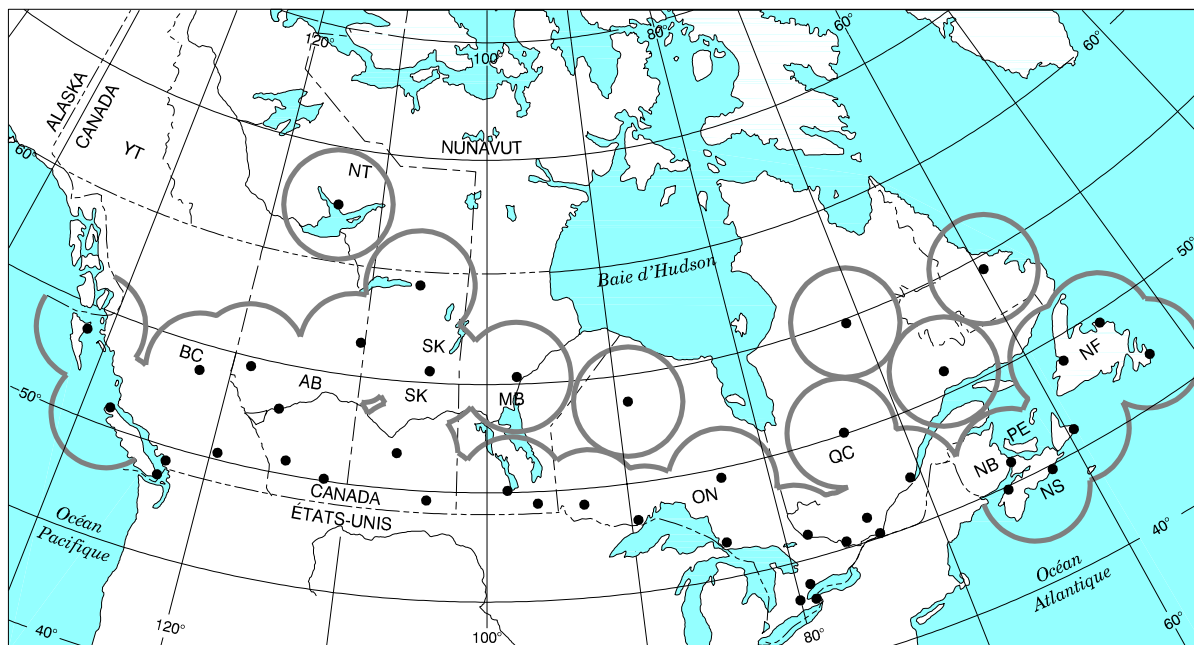 120°
100°
80°
60°
60°
ALASKA
CANADA
YT
60°
NT
NUNAVUT
Baie d'Hudson
50°
BC
AB
SK
SK
MB
NF
50°
QC
PE
NB
NS
ON
CANADA
ÉTATS-UNIS
Océan
Pacifique
Océan
Atlantique
40°
40°
120°
100°
80°
60°